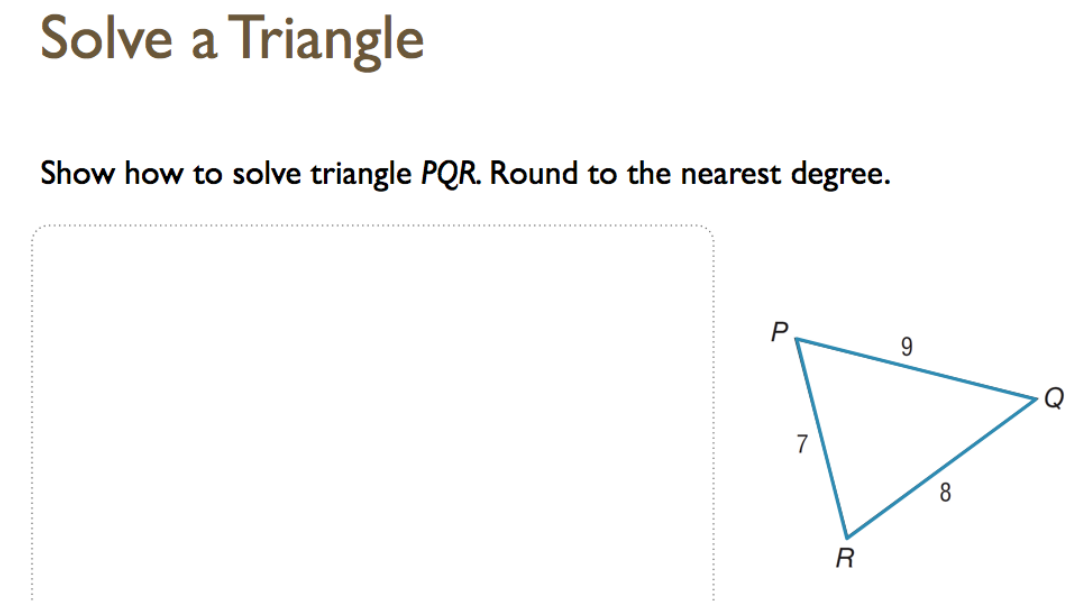 Solve a Triangle
Show how to solve triangle PQR. Round to the nearest degree.
P
9
Q
7
8
R